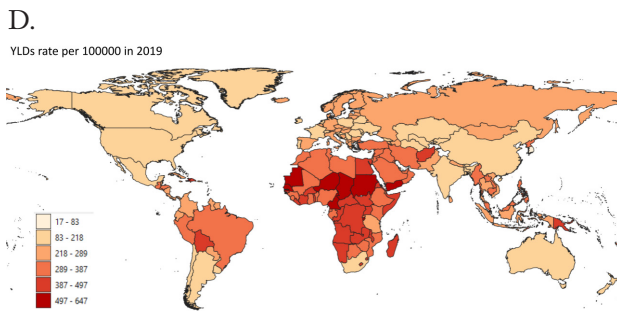 D.
YLDs rate per 100000 in 2019
17 - 83
83 - 218
218 - 289
289 - 387
387 - 497
497 - 647